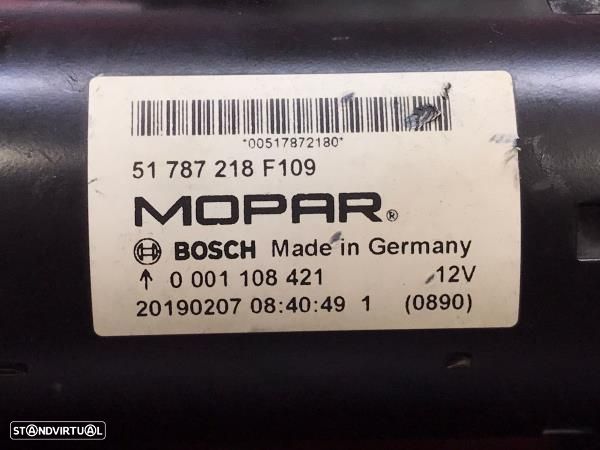 *00517872180*
51 787 218 F109
MOPAR®
BOSCH Made in Germany
↑ 0 001 108 421 12V
20190207 08:40:49 1 (0890)
STANDVIRTUAL